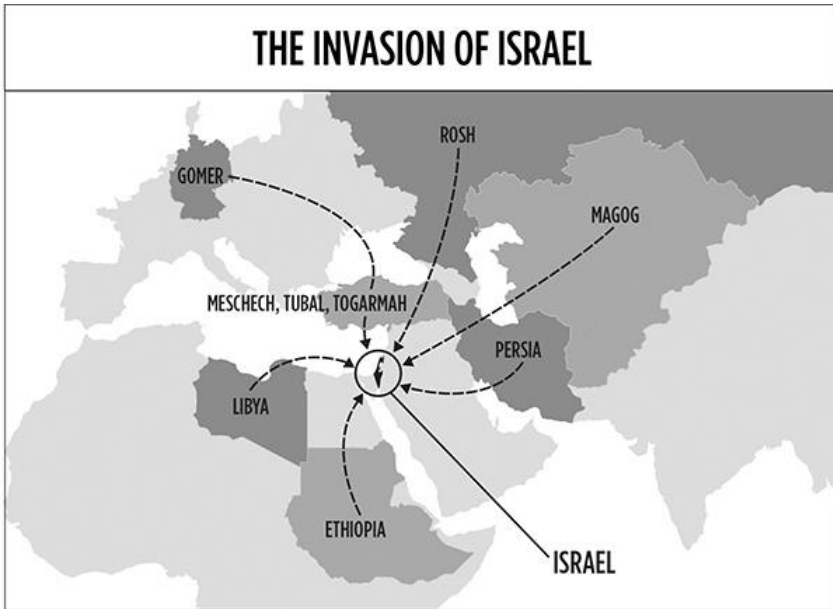 THE INVASION OF ISRAEL
ROSH
GOMER
MAGOG
MESCHECH, TUBAL, TOGARMAH
PERSIA
LIBYA
ETHIOPIA
ISRAEL